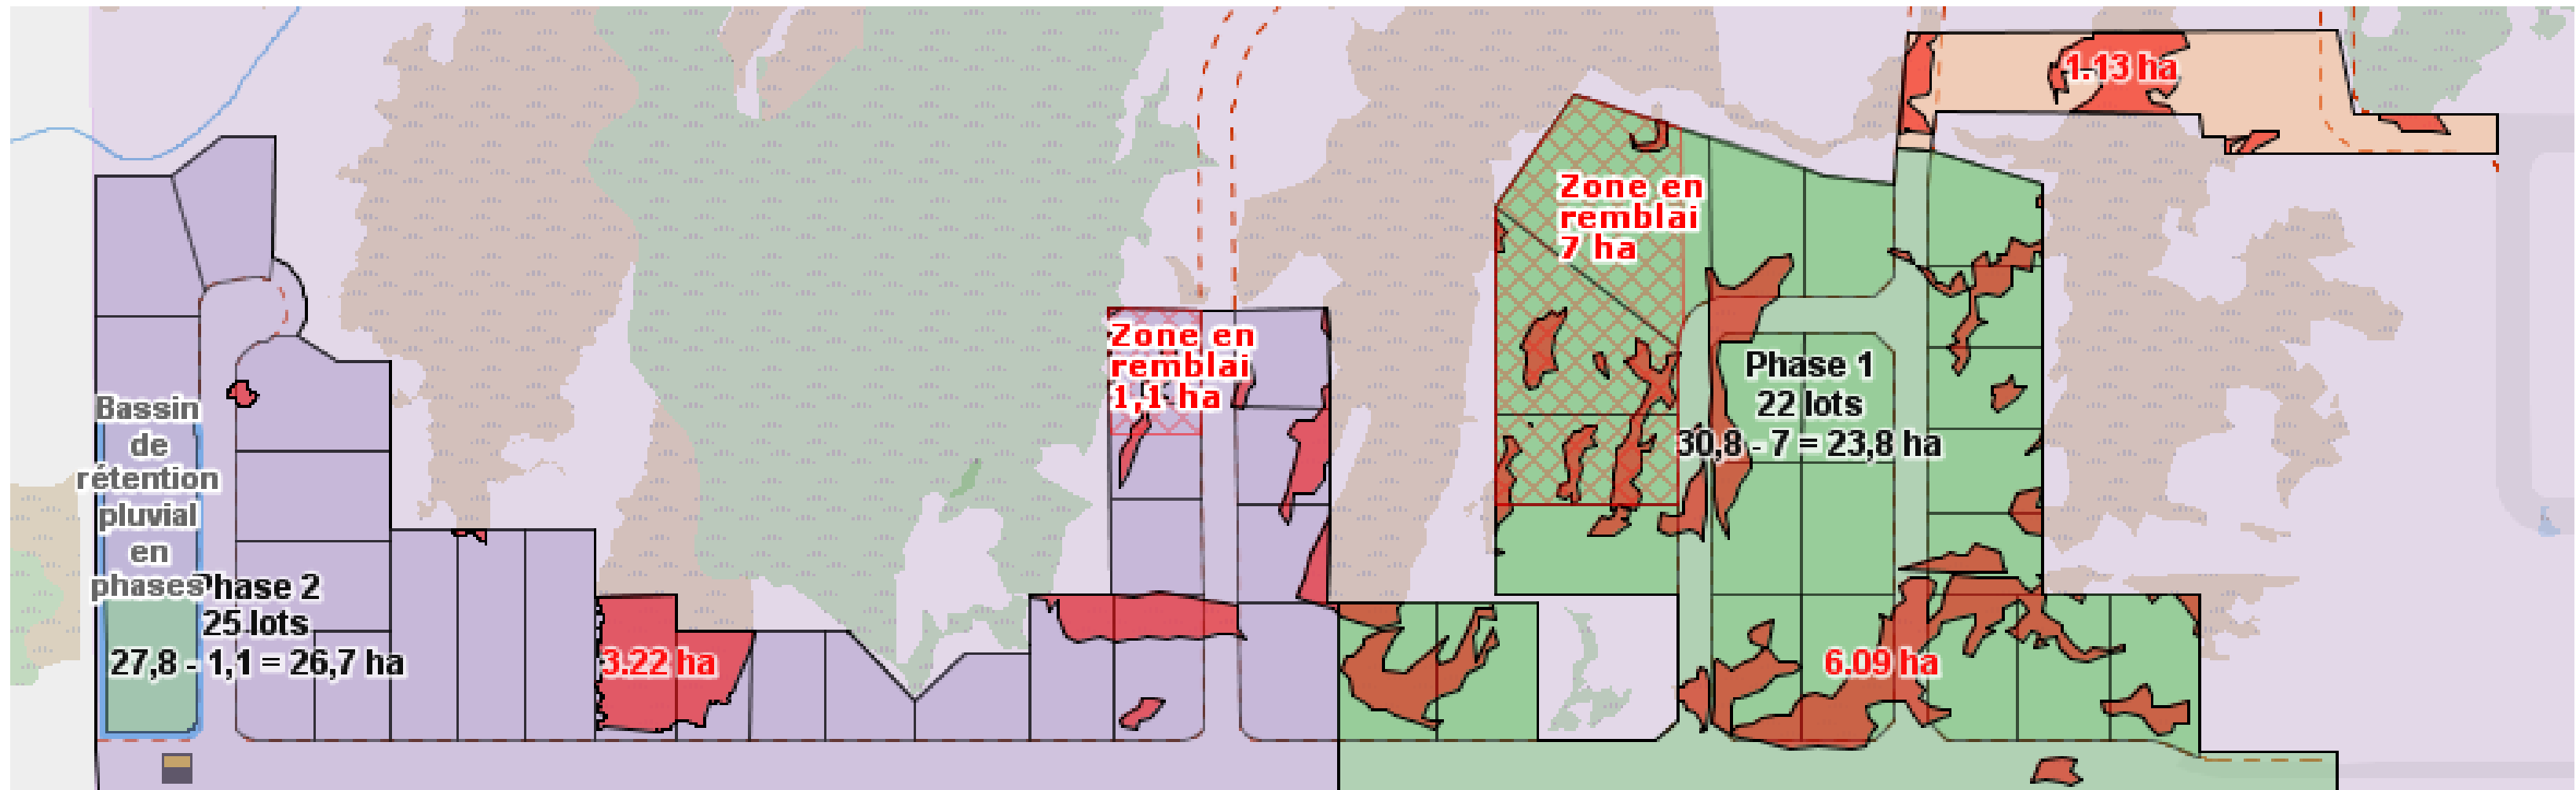 1.13 ha
Zone en
remblai
7 ha
Zone en
remblai
1,1 ha
Phase 1
22 lots
30,8 - 7 = 23,8 ha
Bassin
de
rétention
pluvial
en
phases
Phase 2
25 lots
27,8 - 1,1 = 26,7 ha
3.22 ha
6.09 ha